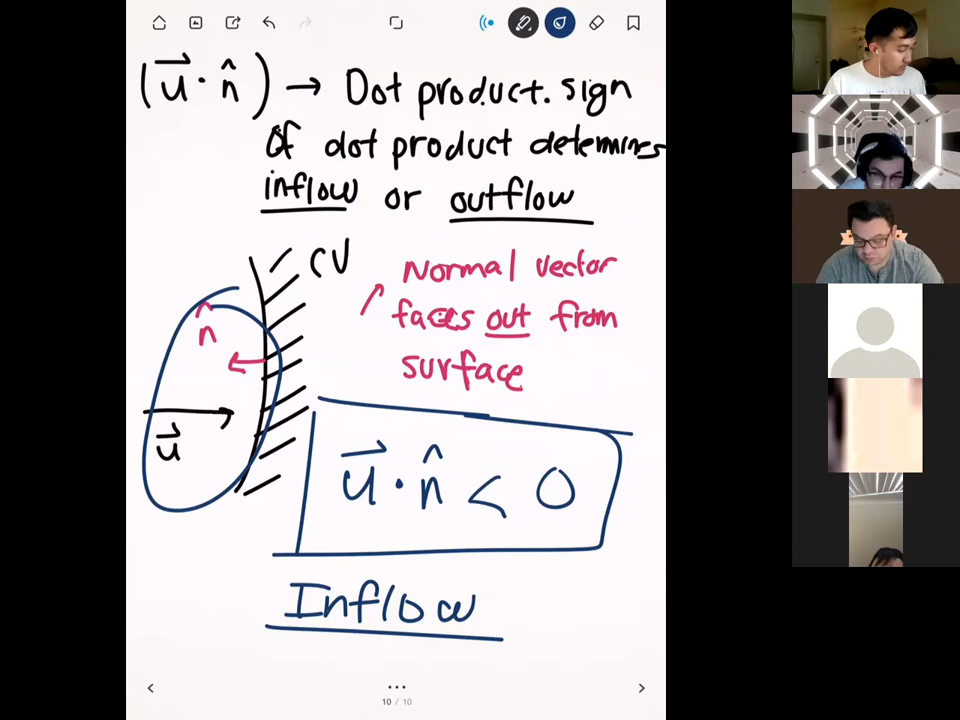 (u⃗ · n̂) → Dot product. sign
of dot product determines
inflow or outflow
CV
Normal vector
faces out from
surface
n̂
u⃗
u⃗ · n̂ < 0
Inflow
10 / 10